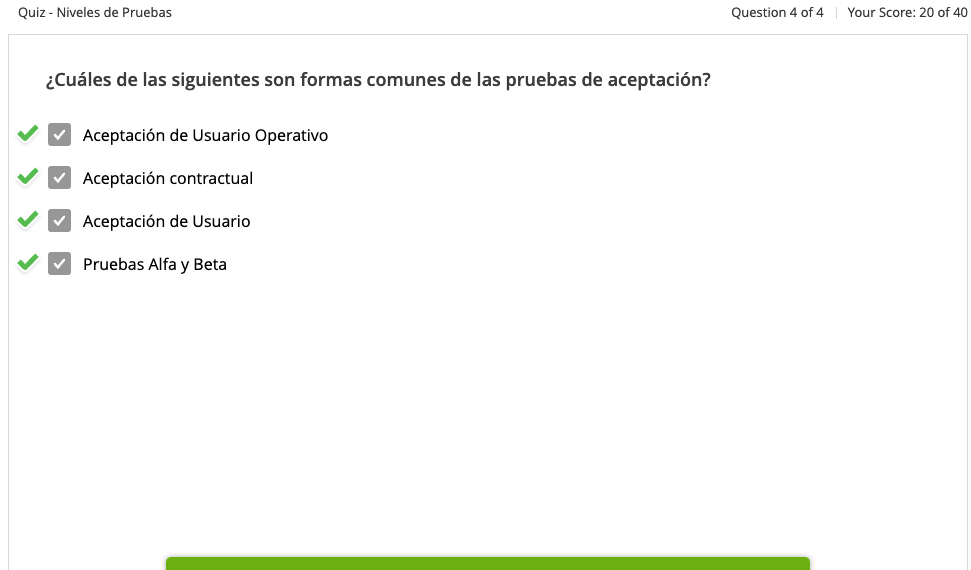 Quiz - Niveles de Pruebas
Question 4 of 4 | Your Score: 20 of 40
¿Cuáles de las siguientes son formas comunes de las pruebas de aceptación?
Aceptación de Usuario Operativo
Aceptación contractual
Aceptación de Usuario
Pruebas Alfa y Beta